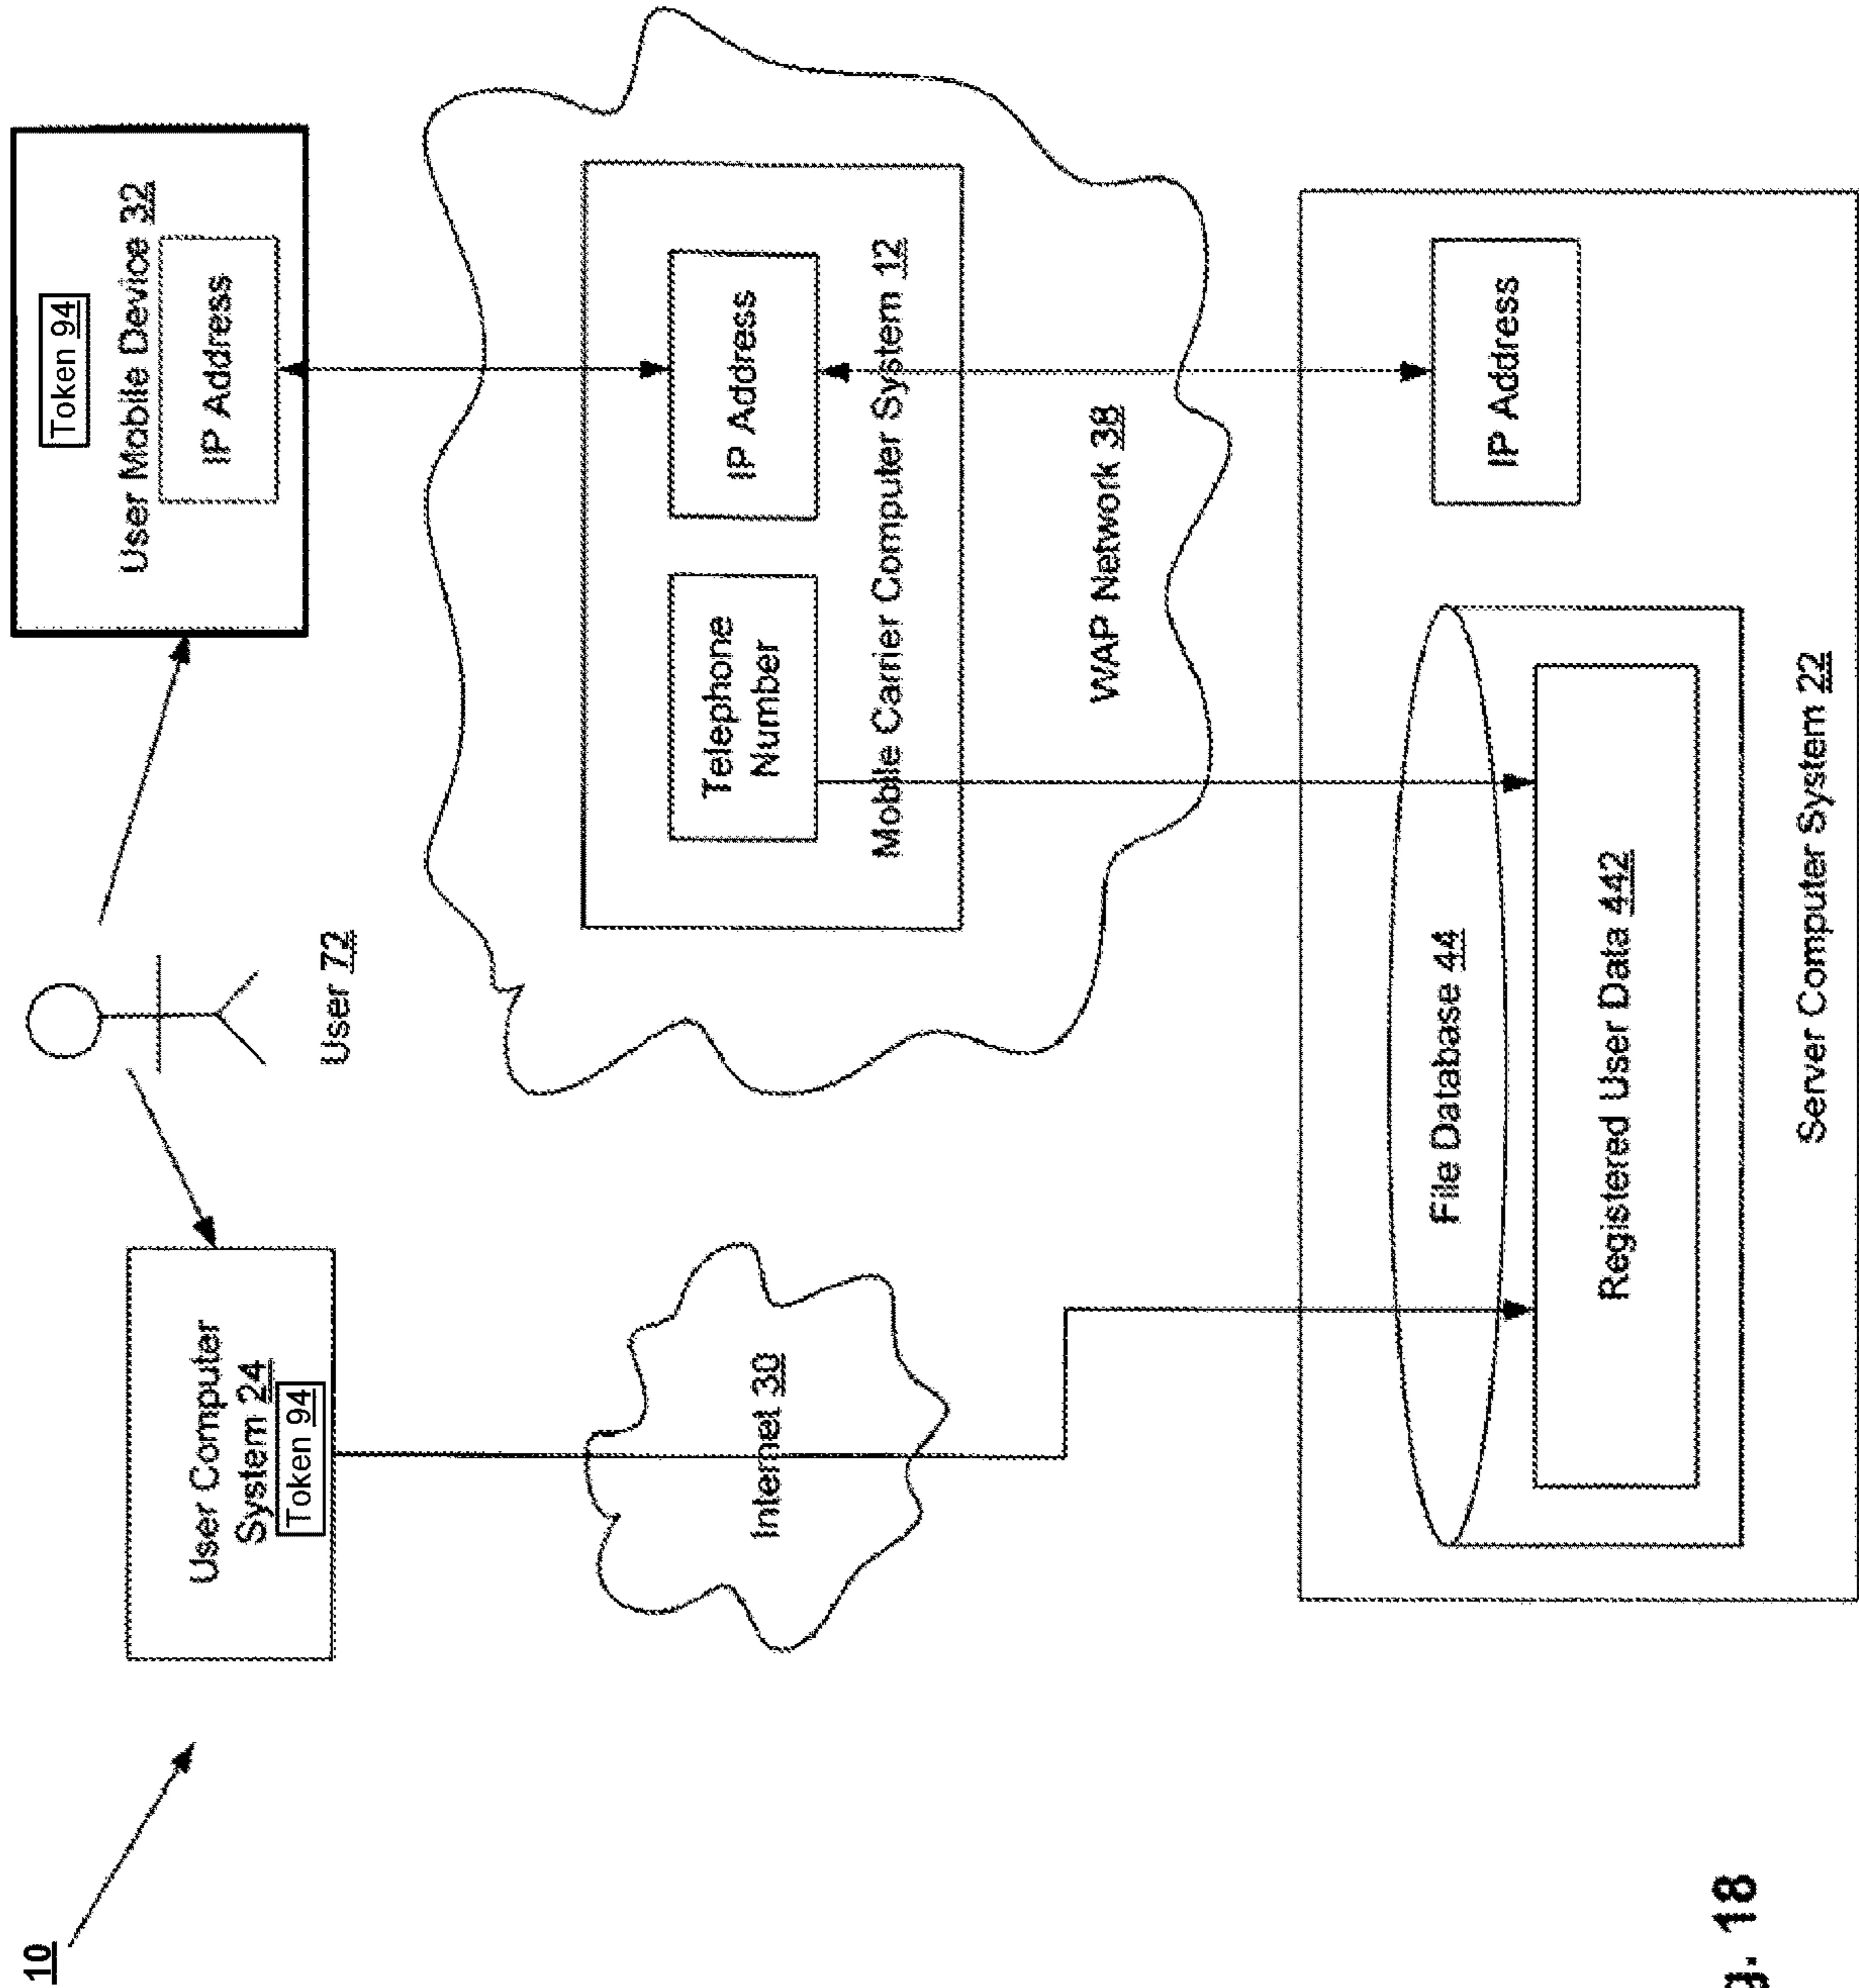 10
Token 94
User Mobile Device 32
IP Address
User Computer
System 24
Token 94
User 72
Telephone
Number
IP Address
Mobile Carrier Computer System 12
Internet 30
WAP Network 38
File Database 44
IP Address
Registered User Data 442
Server Computer System 22
g. 18